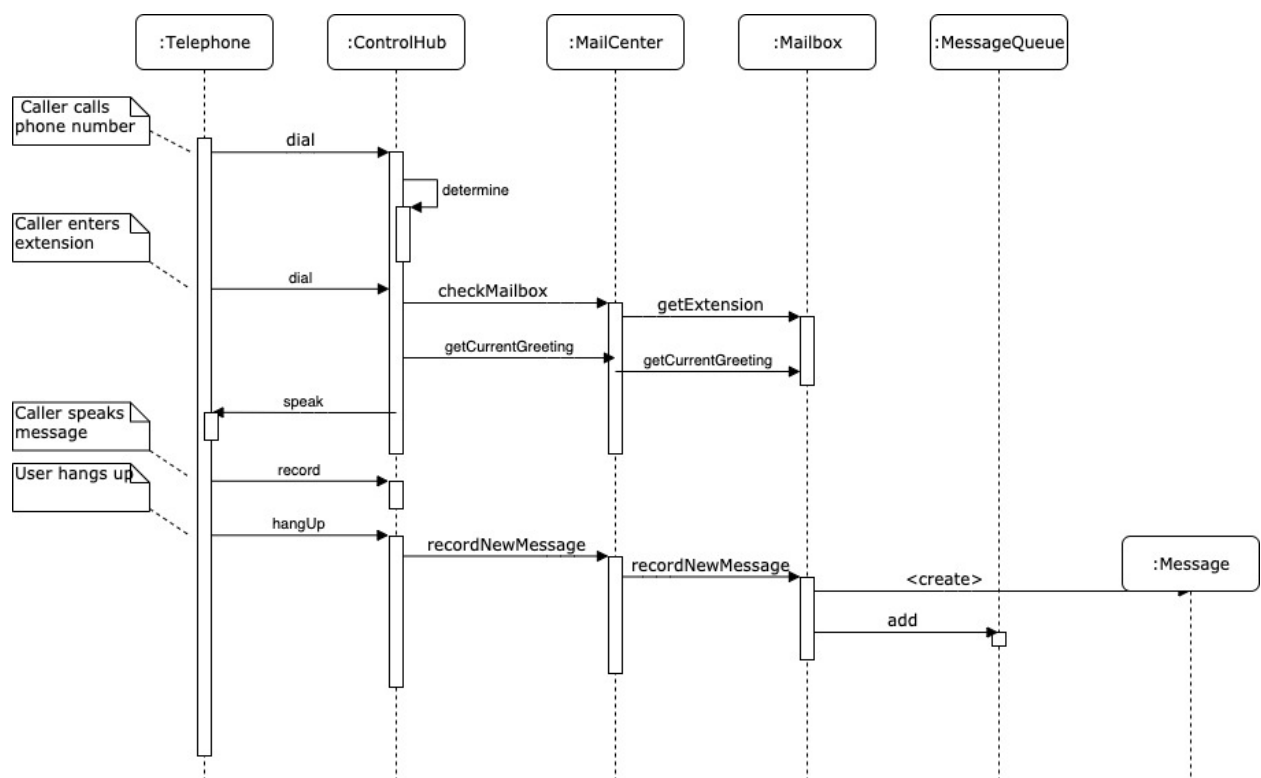 :Telephone
:ControlHub
:MailCenter
:Mailbox
:MessageQueue
Caller calls
phone number
dial
determine
Caller enters
extension
dial
checkMailbox
getExtension
getCurrentGreeting
getCurrentGreeting
speak
Caller speaks
message
record
User hangs up
hangUp
recordNewMessage
recordNewMessage
:Message
<create>
add